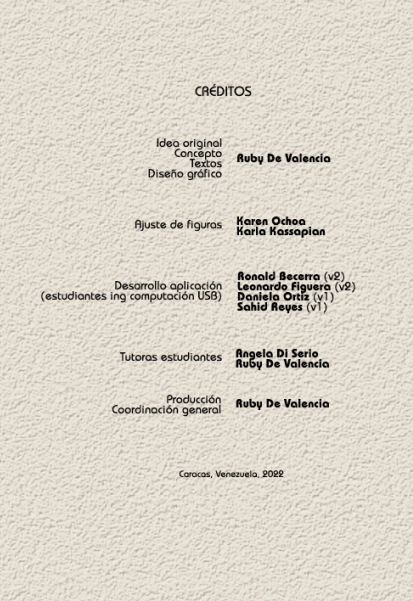 CRÉDITOS
Idea original
Concepto
Textos
Diseño gráfico
Ruby De Valencia
Ajuste de figuras
Karen Ochoa
Karla Kassapian
Desarrollo aplicación
(estudiantes ing computación USB)
Ronald Becerra (v2)
Leonardo Figuera (v2)
Daniela Ortiz (v1)
Sahid Reyes (v1)
Tutoras estudiantes
Angela Di Serio
Ruby De Valencia
Producción
Coordinación general
Ruby De Valencia
Caracas, Venezuela, 2022